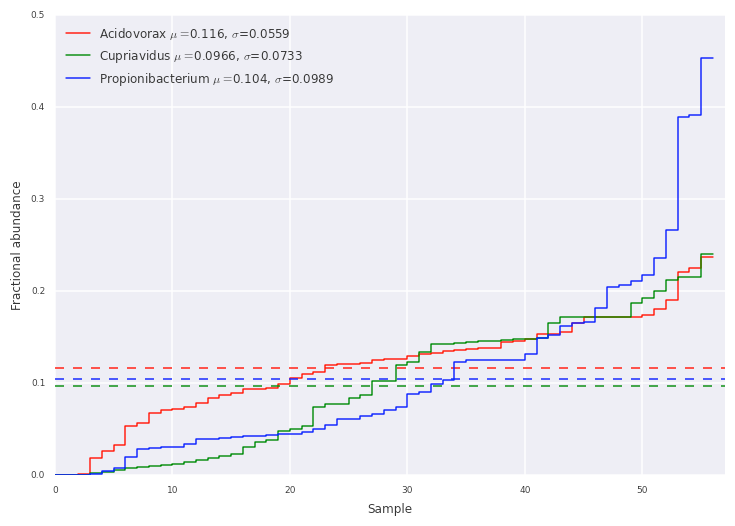 0.5
Acidovorax μ =0.116, σ=0.0559
Cupriavidus μ =0.0966, σ=0.0733
Propionibacterium μ =0.104, σ=0.0989
0.4
0.3
Fractional abundance
0.2
0.1
0.0
0 10 20 30 40 50
Sample